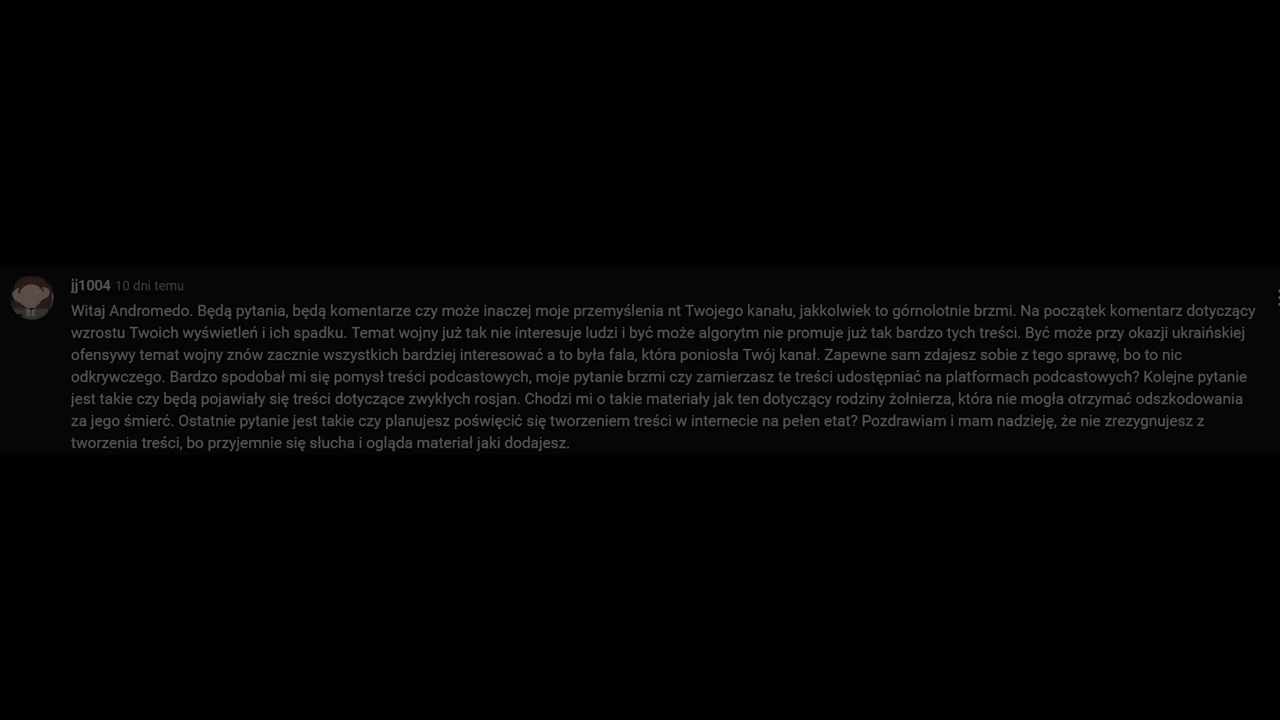 jj1004 10 dni temu
Witaj Andromedo. Będą pytania, będą komentarze czy może inaczej moje przemyślenia nt Twojego kanału, jakkolwiek to górnolotnie brzmi. Na początek komentarz dotyczący
wzrostu Twoich wyświetleń i ich spadku. Temat wojny już tak nie interesuje ludzi i być może algorytm nie promuje już tak bardzo tych treści. Być może przy okazji ukraińskiej
ofensywy temat wojny znów zacznie wszystkich bardziej interesować a to była fala, która poniosła Twój kanał. Zapewne sam zdajesz sobie z tego sprawę, bo to nic
odkrywczego. Bardzo spodobał mi się pomysł treści podcastowych, moje pytanie brzmi czy zamierzasz te treści udostępniać na platformach podcastowych? Kolejne pytanie
jest takie czy będą pojawiały się treści dotyczące zwykłych rosjan. Chodzi mi o takie materiały jak ten dotyczący rodziny żołnierza, która nie mogła otrzymać odszkodowania
za jego śmierć. Ostatnie pytanie jest takie czy planujesz poświęcić się tworzeniem treści w internecie na pełen etat? Pozdrawiam i mam nadzieję, że nie zrezygnujesz z
tworzenia treści, bo przyjemnie się słucha i ogląda materiał jaki dodajesz.